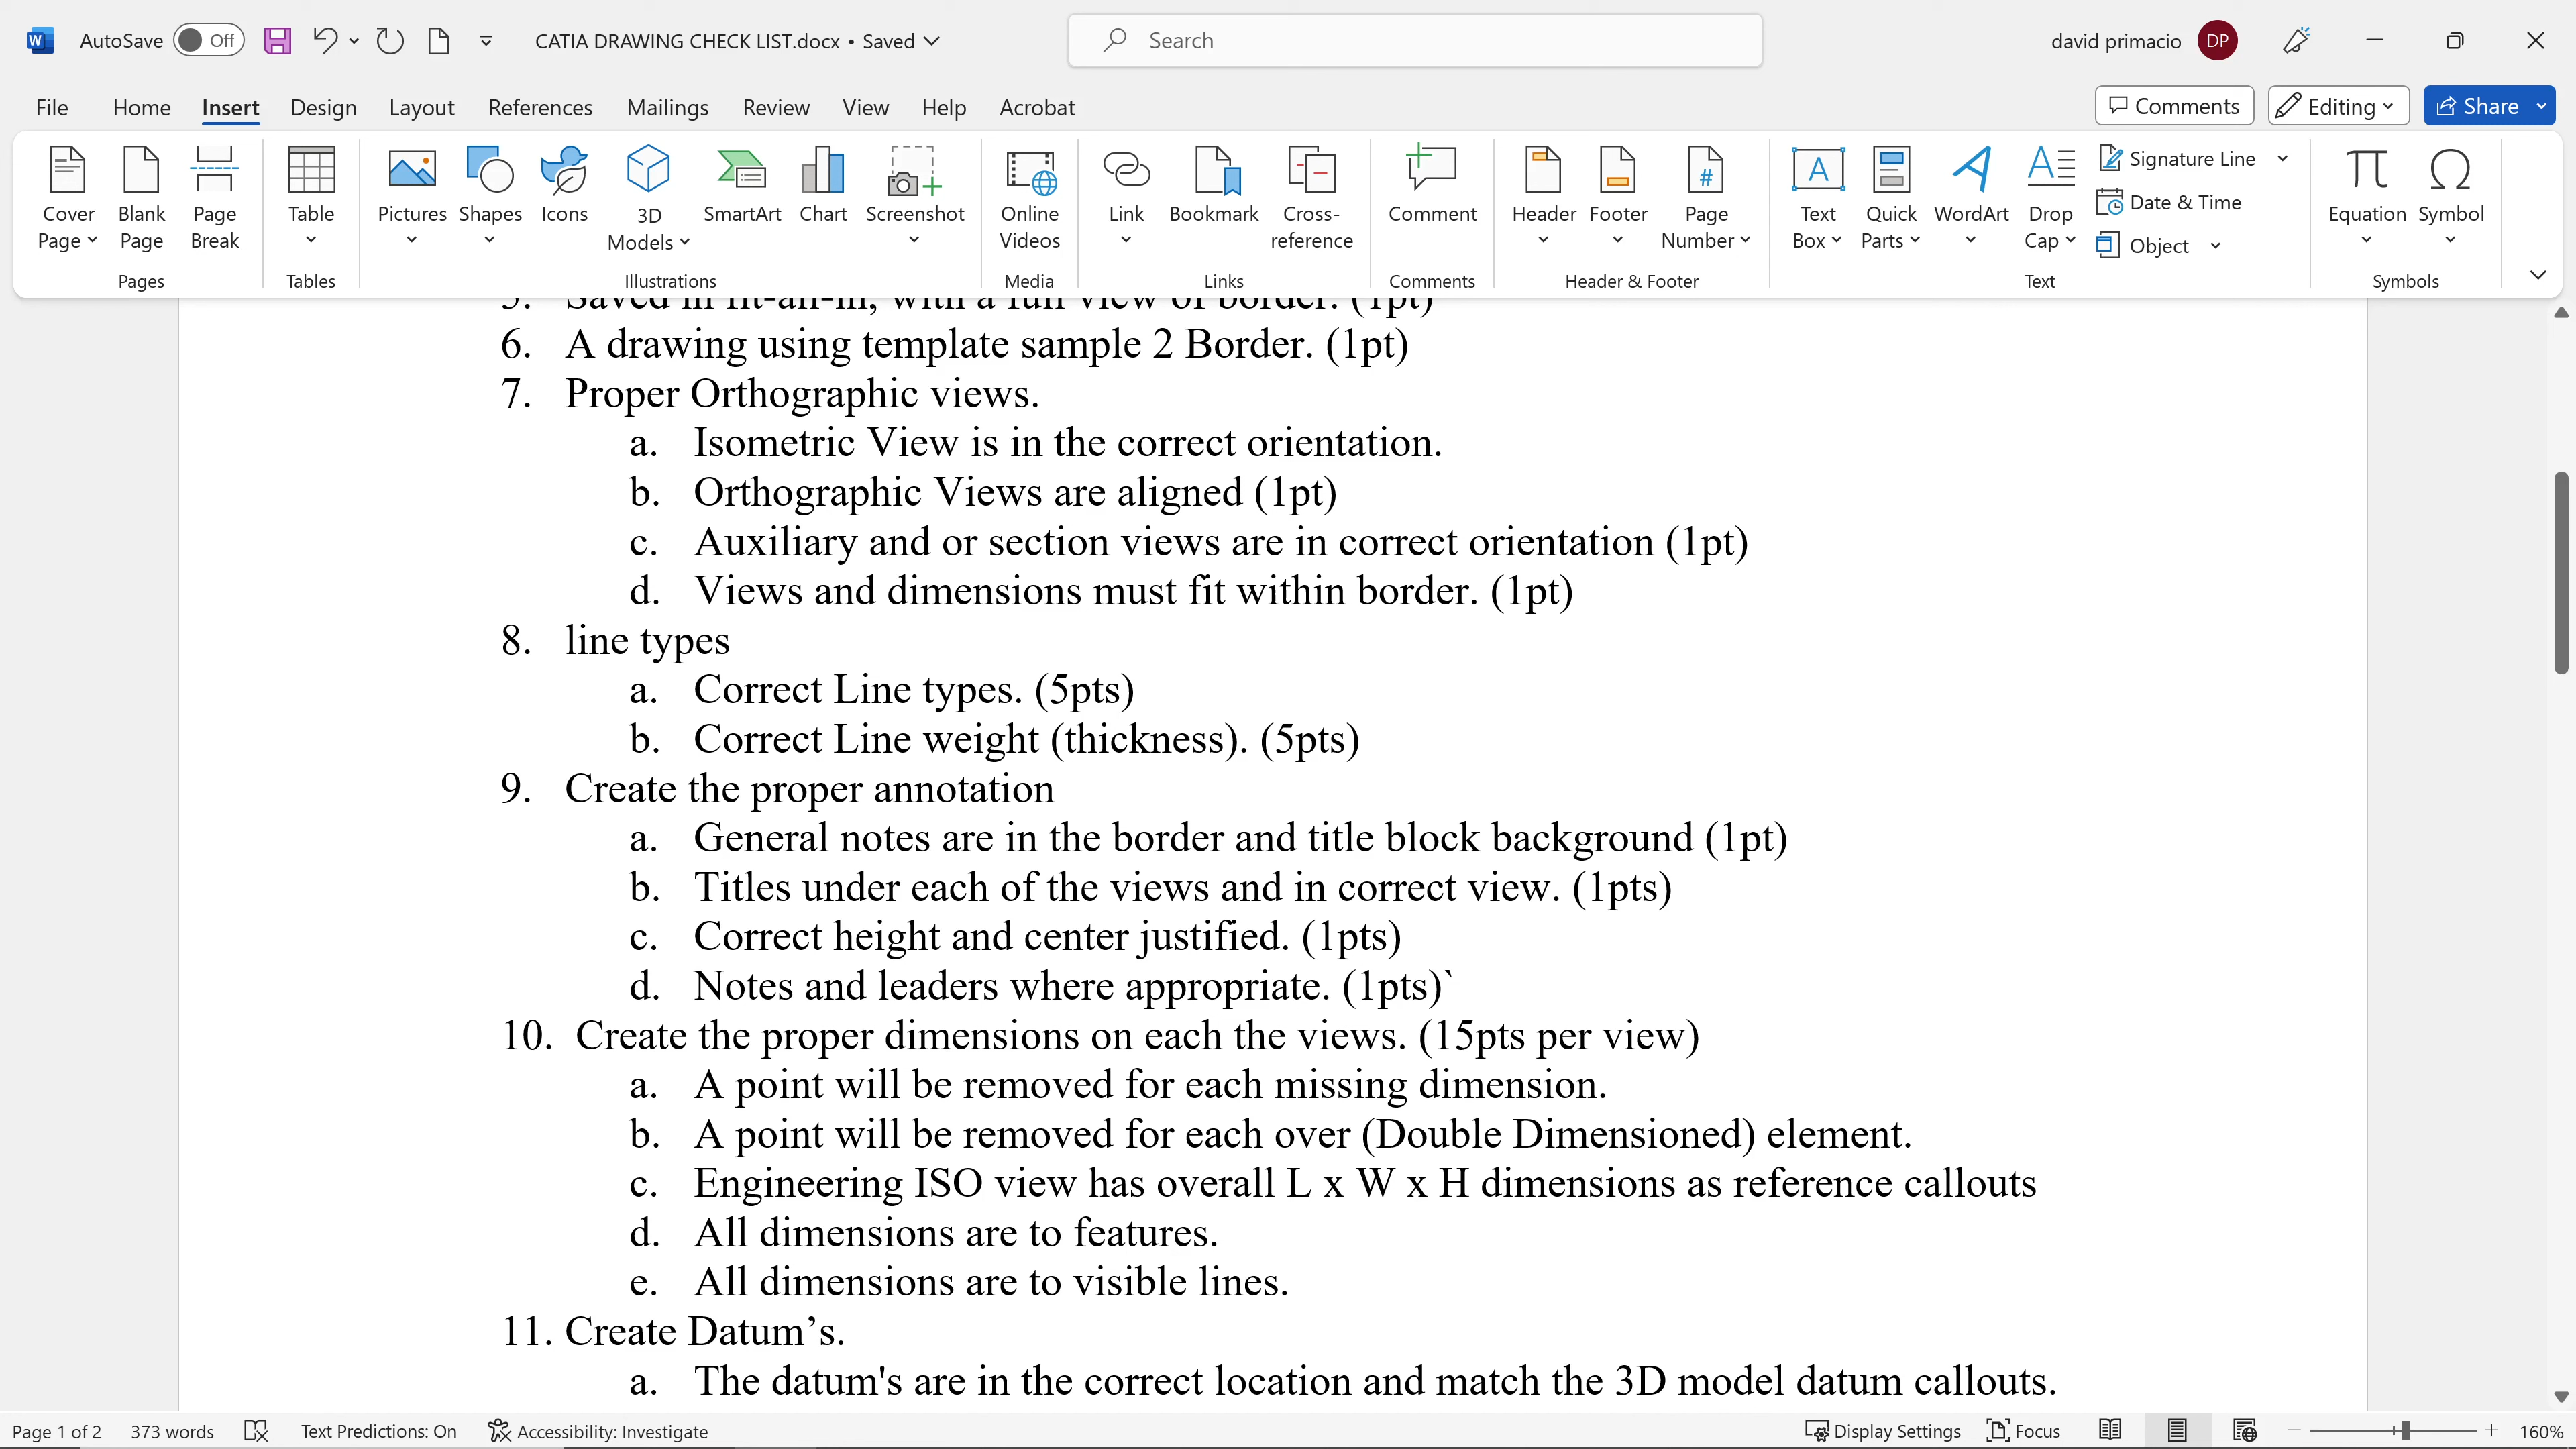 AutoSave Off CATIA DRAWING CHECK LIST.docx • Saved Search david primacio DP
File Home Insert Design Layout References Mailings Review View Help Acrobat Comments Editing Share
Cover Page Blank Page Page Break
Pages
Table
Tables
Pictures Shapes Icons 3D Models SmartArt Chart Screenshot
Illustrations
Online Videos
Media
Link Bookmark Cross-reference
Links
Comment
Comments
Header Footer Page Number
Header & Footer
Text Box Quick Parts WordArt Drop Cap Signature Line Date & Time Object
Text
Equation Symbol
Symbols
5. Saved in fit-all-in, with a full view of border. (1pt)
6. A drawing using template sample 2 Border. (1pt)
7. Proper Orthographic views.
a. Isometric View is in the correct orientation.
b. Orthographic Views are aligned (1pt)
c. Auxiliary and or section views are in correct orientation (1pt)
d. Views and dimensions must fit within border. (1pt)
8. line types
a. Correct Line types. (5pts)
b. Correct Line weight (thickness). (5pts)
9. Create the proper annotation
a. General notes are in the border and title block background (1pt)
b. Titles under each of the views and in correct view. (1pts)
c. Correct height and center justified. (1pts)
d. Notes and leaders where appropriate. (1pts)`
10. Create the proper dimensions on each the views. (15pts per view)
a. A point will be removed for each missing dimension.
b. A point will be removed for each over (Double Dimensioned) element.
c. Engineering ISO view has overall L x W x H dimensions as reference callouts
d. All dimensions are to features.
e. All dimensions are to visible lines.
11. Create Datum’s.
a. The datum's are in the correct location and match the 3D model datum callouts.
Page 1 of 2 373 words Text Predictions: On Accessibility: Investigate Display Settings Focus 160%